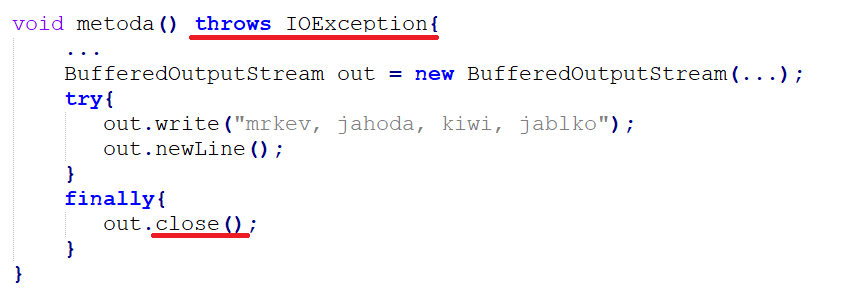 void metoda() throws IOException{
...
BufferedOutputStream out = new BufferedOutputStream(...);
try{
out.write("mrkev, jahoda, kiwi, jablko");
out.newLine();
}
finally{
out.close();
}
}